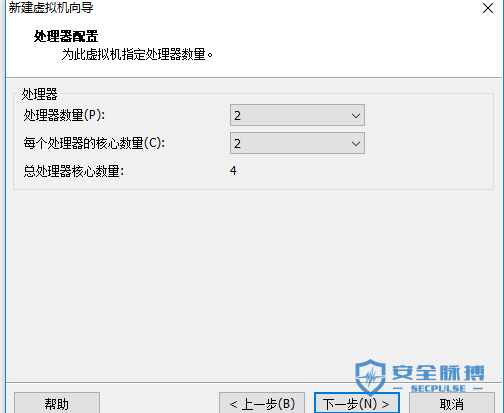 新建虚拟机向导
处理器配置
为此虚拟机指定处理器数量。
处理器
处理器数量(P): 2
每个处理器的核心数量(C): 2
总处理器核心数量: 4
安全脉搏
SECPULSE
帮助 < 上一步(B) 下一步(N) > 取消